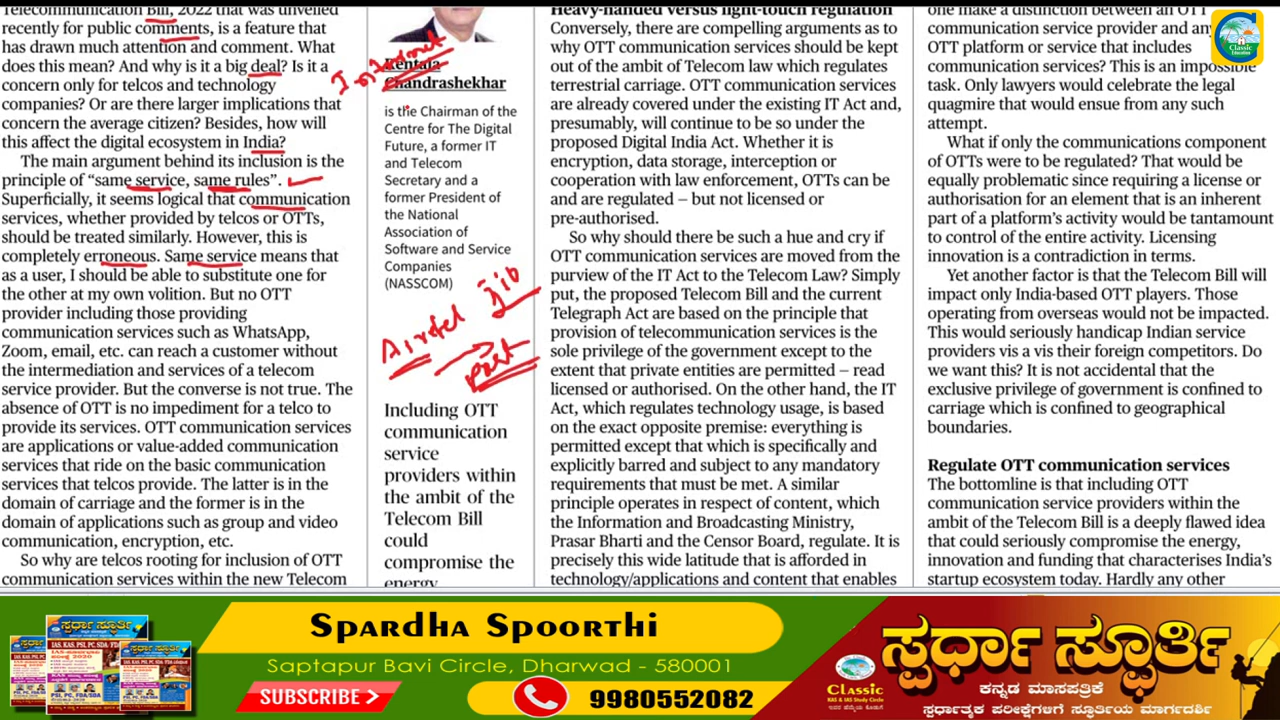 Telecommunication Bill, 2022 that was unveiled
recently for public comments, is a feature that
has drawn much attention and comment. What
does this mean? And why is it a big deal? Is it a
concern only for telcos and technology
companies? Or are there larger implications that
concern the average citizen? Besides, how will
this affect the digital ecosystem in India?
The main argument behind its inclusion is the
principle of “same service, same rules”.
Superficially, it seems logical that communication
services, whether provided by telcos or OTTs,
should be treated similarly. However, this is
completely erroneous. Same service means that
as a user, I should be able to substitute one for
the other at my own volition. But no OTT
provider including those providing
communication services such as WhatsApp,
Zoom, email, etc. can reach a customer without
the intermediation and services of a telecom
service provider. But the converse is not true. The
absence of OTT is no impediment for a telco to
provide its services. OTT communication services
are applications or value-added communication
services that ride on the basic communication
services that telcos provide. The latter is in the
domain of carriage and the former is in the
domain of applications such as group and video
communication, encryption, etc.
So why are telcos rooting for inclusion of OTT
communication services within the new Telecom
Rentala
Chandrashekhar
is the Chairman of the
Centre for The Digital
Future, a former IT
and Telecom
Secretary and a
former President of
the National
Association of
Software and Service
Companies
(NASSCOM)
Airtel Jio
Including OTT
communication
service
providers within
the ambit of the
Telecom Bill
could
compromise the
energy
Heavy-handed versus light-touch regulation
Conversely, there are compelling arguments as to
why OTT communication services should be kept
out of the ambit of Telecom law which regulates
terrestrial carriage. OTT communication services
are already covered under the existing IT Act and,
presumably, will continue to be so under the
proposed Digital India Act. Whether it is
encryption, data storage, interception or
cooperation with law enforcement, OTTs can be
and are regulated – but not licensed or
pre-authorised.
So why should there be such a hue and cry if
OTT communication services are moved from the
purview of the IT Act to the Telecom Law? Simply
put, the proposed Telecom Bill and the current
Telegraph Act are based on the principle that
provision of telecommunication services is the
sole privilege of the government except to the
extent that private entities are permitted – read
licensed or authorised. On the other hand, the IT
Act, which regulates technology usage, is based
on the exact opposite premise: everything is
permitted except that which is specifically and
explicitly barred and subject to any mandatory
requirements that must be met. A similar
principle operates in respect of content, which
the Information and Broadcasting Ministry,
Prasar Bharti and the Censor Board, regulate. It is
precisely this wide latitude that is afforded in
technology/applications and content that enables
one make a distinction between an OTT
communication service provider and any
OTT plaform or service that includes
communication service? This is an impossible
task. Only lawyers would celebrate the legal
quagmire that would ensue from any such
attempt.
What if only the communications component
of OTTs were to be regulated? That would be
equally problematic since requiring a license or
authorisation for an element that is an inherent
part of a platform’s activity would be tantamount
to control of the entire activity. Licensing
innovation is a contradiction in terms.
Yet another factor is that the Telecom Bill will
impact only India-based OTT players. Those
operating from overseas would not be impacted.
This would seriously handicap Indian service
providers vis a vis their foreign competitors. Do
we want this? It is not accidental that the
exclusive privilege of government is confined to
carriage which is confined to geographical
boundaries.
Regulate OTT communication services
The bottomline is that including OTT
communication service providers within the
ambit of the Telecom Bill is a deeply flawed idea
that could seriously compromise the energy,
innovation and funding that characterises India’s
startup ecosystem today. Hardly any other
Classic
Education
ಸ್ಪರ್ಧಾ ಸ್ಫೂರ್ತಿ
Spardha Spoorthi
Saptapur Bavi Circle, Dharwad - 580001
SUBSCRIBE >
9980552082
Classic
KAS & IAS Study Circle
ಸ್ಪರ್ಧಾ ಸ್ಫೂರ್ತಿ
ಕನ್ನಡ ಮಾಸಪತ್ರಿಕೆ
ಸ್ಪರ್ಧಾತ್ಮಕ ಪರೀಕ್ಷೆಗಳಿಗೆ ಸ್ಫೂರ್ತಿಯ ಮಾರ್ಗದರ್ಶಿ